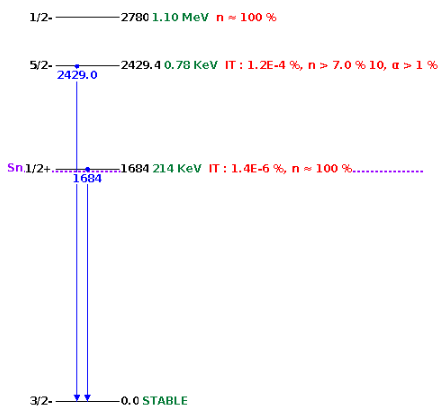 1/2- 2780 1.10 MeV n ≈ 100 %
5/2- 2429.4 0.78 KeV IT : 1.2E-4 %, n > 7.0 % 10, α > 1 %
2429.0
Sn 1/2+ 1684 214 KeV IT : 1.4E-6 %, n ≈ 100 %
1684
3/2- 0.0 STABLE